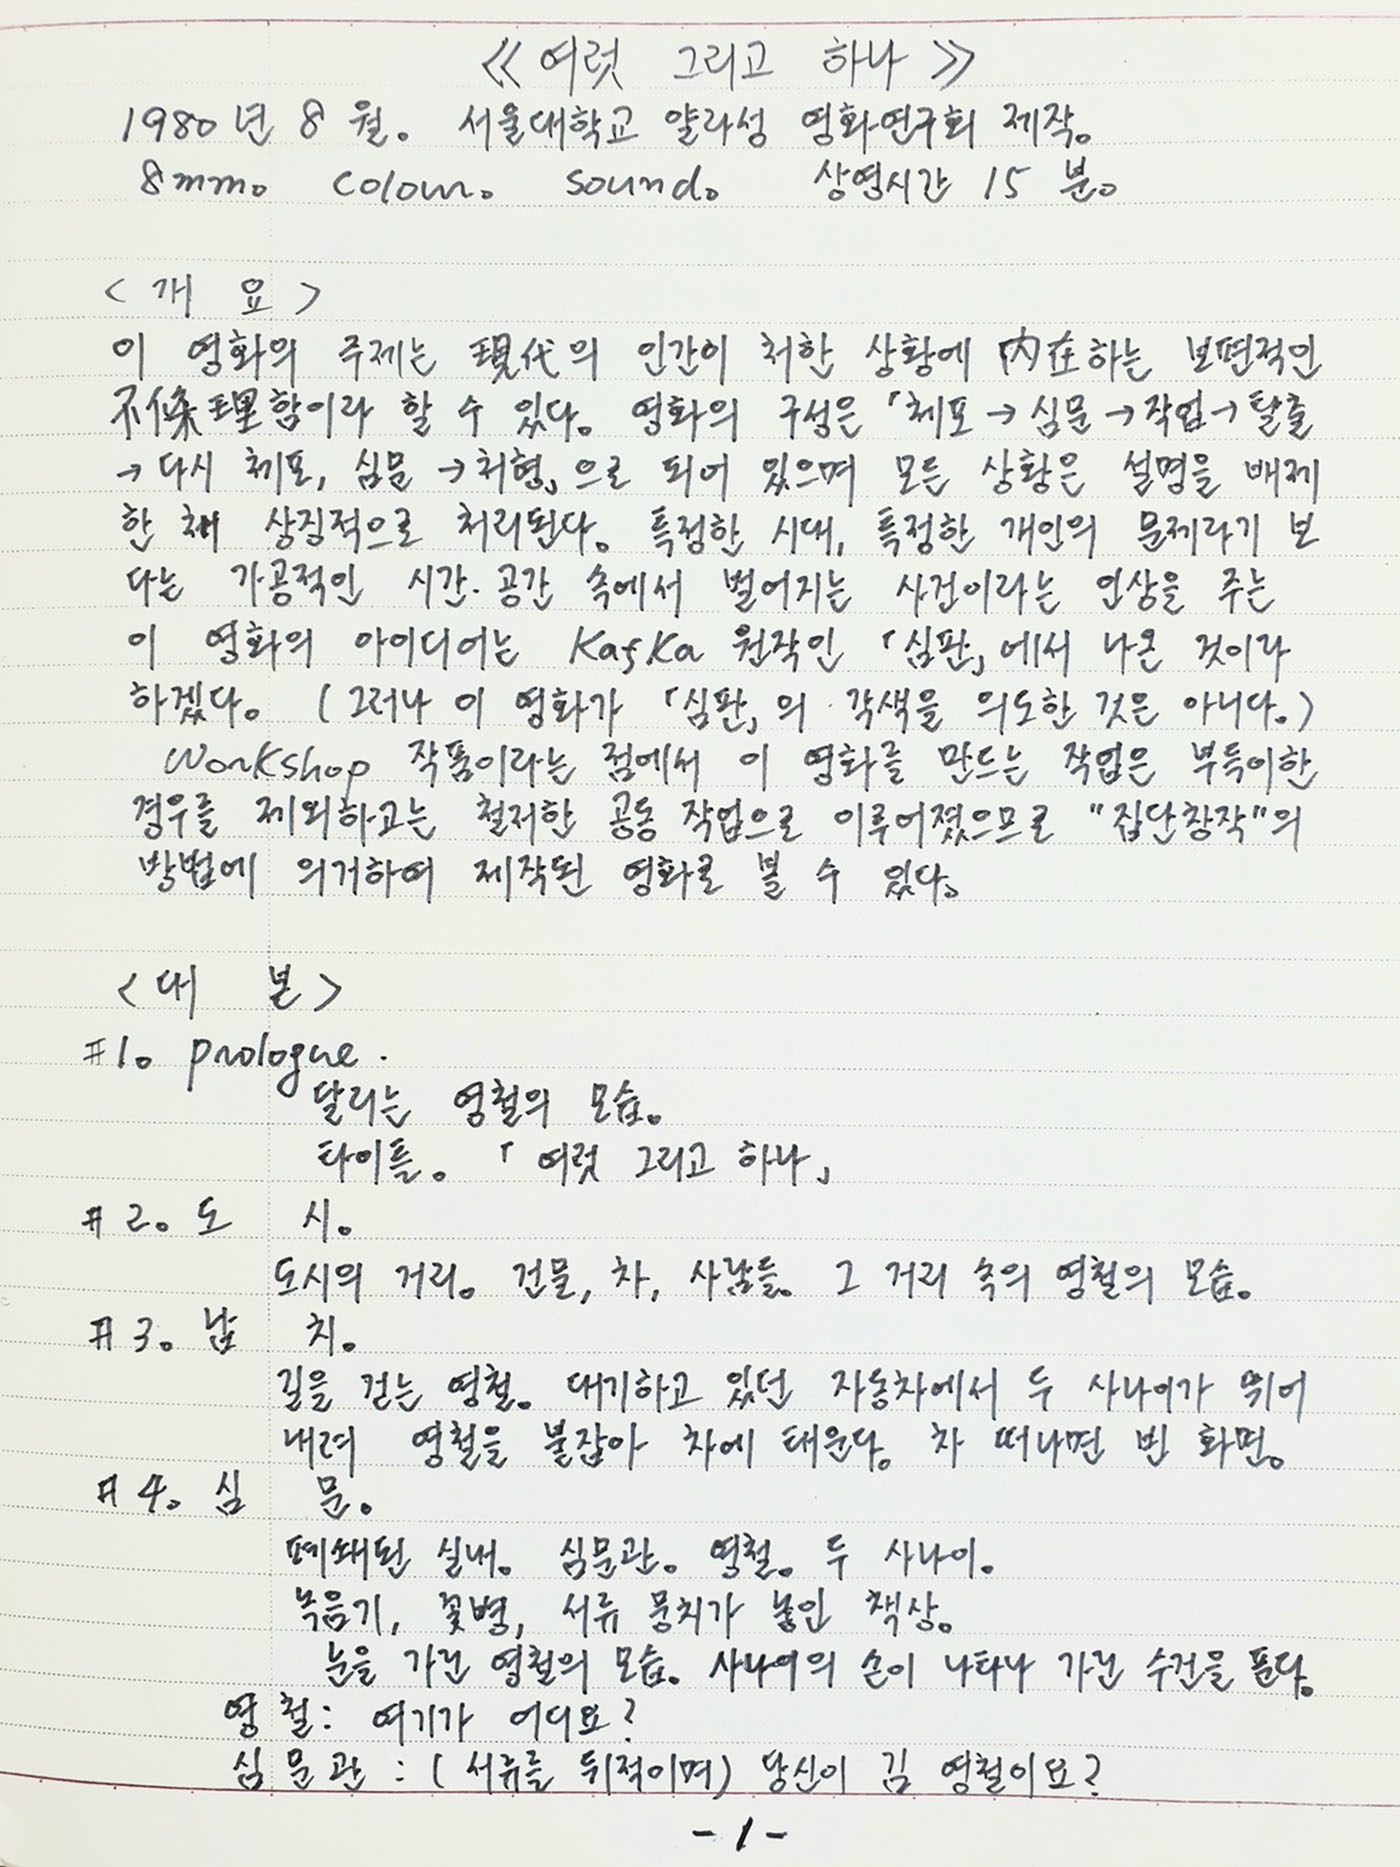 《여럿 그리고 하나》
1980년 8월. 서울대학교 얄라성 영화연구회 제작.
8mm. colour. sound. 상영시간 15분.
<개 요>
이 영화의 주제는 現代의 인간이 처한 상황에 內在하는 보편적인
不條理함이라 할 수 있다. 영화의 구성은 「체포→심문→작업→탈출
→다시 체포, 심문→처형」으로 되어 있으며 모든 상황은 설명을 배제
한 채 상징적으로 처리된다. 특정한 시대, 특정한 개인의 문제라기 보
다는 가공적인 시간·공간 속에서 벌어지는 사건이라는 인상을 주는
이 영화의 아이디어는 Kafka 원작인 「심판」에서 나온 것이라
하겠다. (그러나 이 영화가 「심판」의 각색을 의도한 것은 아니다.)
Workshop 작품이라는 점에서 이 영화를 만드는 작업은 부득이한
경우를 제외하고는 철저한 공동 작업으로 이루어졌으므로 "집단창작"의
방법에 의거하여 제작된 영화로 볼 수 있다.
<대 본>
#1. prologue.
달리는 영철의 모습.
타이틀. 「여럿 그리고 하나」
#2. 도 시.
도시의 거리. 건물, 차, 사람들. 그 거리 속의 영철의 모습.
#3. 납 치.
길을 걷는 영철. 대기하고 있던 자동차에서 두 사나이가 뛰어
내려 영철을 붙잡아 차에 태운다. 차 떠나면 빈 화면.
#4. 심 문.
폐쇄된 실내. 심문관. 영철. 두 사나이.
녹음기, 꽃병, 서류 뭉치가 놓인 책상.
눈을 가린 영철의 모습. 사나이의 손이 나타나 가린 수건을 푼다.
영 철: 여기가 어디요?
심문관: (서류를 뒤적이며) 당신이 김 영철이요?
-1-